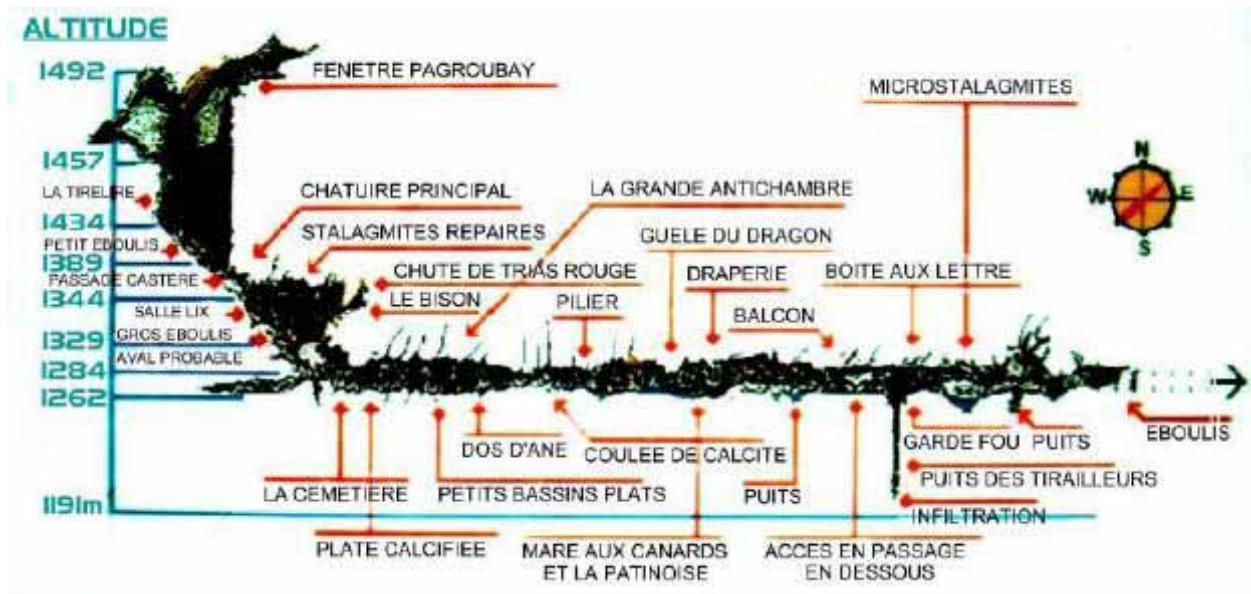 ALTITUDE
1492
FENETRE PAGROUBAY
MICROSTALAGMITES
N
W
E
S
1457
LA TIRELIRE
CHATUIRE PRINCIPAL
LA GRANDE ANTICHAMBRE
1434
STALAGMITES REPAIRES
GUELE DU DRAGON
PETIT EBOULIS
1389
CHUTE DE TRIAS ROUGE
DRAPERIE
BOITE AUX LETTRE
PASSAGE CASTERE
1344
LE BISON
PILIER
BALCON
SALLE LIX
GROS EBOULIS
1329
AVAL PROBABLE
1284
1262
DOS D'ANE
COULEE DE CALCITE
GARDE FOU
PUITS
EBOULIS
LA CEMETIERE
PETITS BASSINS PLATS
PUITS
PUITS DES TIRAILLEURS
1191m
INFILTRATION
PLATE CALCIFIEE
MARE AUX CANARDS
ET LA PATINOISE
ACCES EN PASSAGE
EN DESSOUS